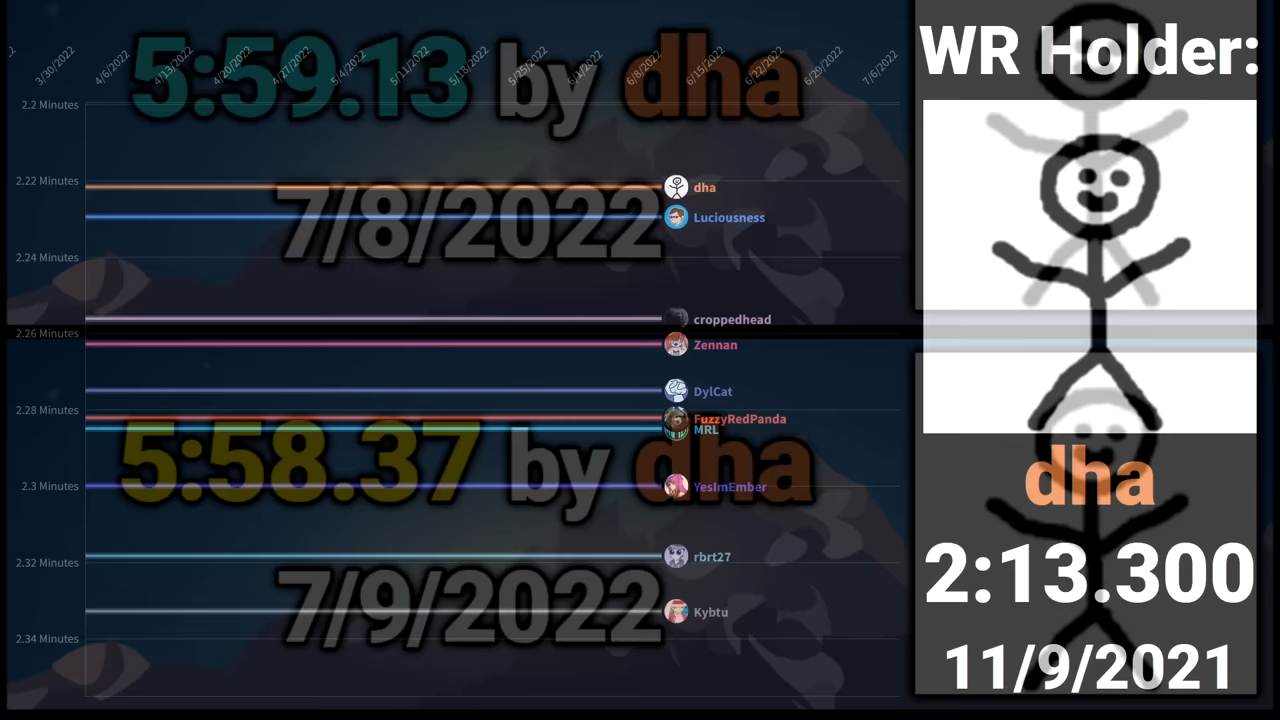 2
3/30/2022
4/6/2022
4/13/2022
4/20/2022
4/27/2022
5/4/2022
5/11/2022
5/18/2022
5/25/2022
6/1/2022
6/8/2022
6/15/2022
6/22/2022
6/29/2022
7/6/2022
5:59.13 by dha
7/8/2022
2.2 Minutes
2.22 Minutes
2.24 Minutes
2.26 Minutes
2.28 Minutes
2.3 Minutes
2.32 Minutes
2.34 Minutes
dha
Luciousness
croppedhead
Zennan
DylCat
FuzzyRedPanda
MRL
YesImEmber
rbrt27
Kybtu
5:58.37 by dha
7/9/2022
WR Holder:
dha
2:13.300
11/9/2021